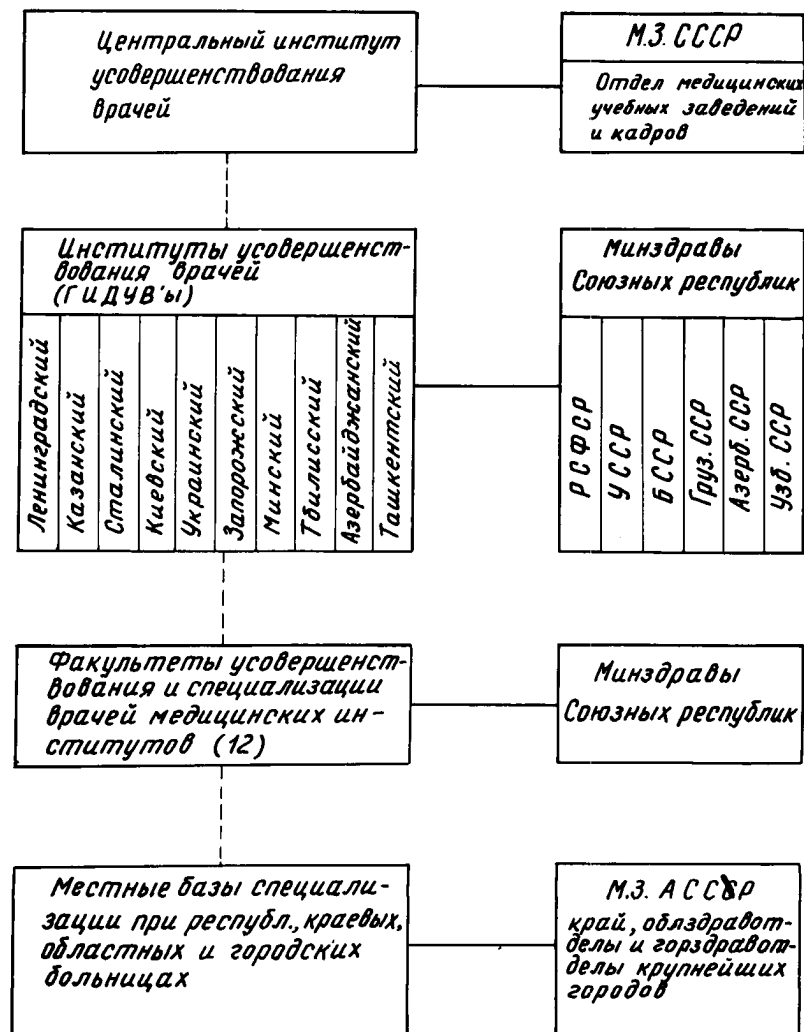 Центральный институт
усовершенствования
врачей
М.З. СССР
Отдел медицинских
учебных заведений
и кадров
Институты усовершенст-
вования врачей
(ГИДУВ'ы)
Ленинградский
Казанский
Сталинский
Киевский
Украинский
Запорожский
Минский
Тбилисский
Азербайджанский
Ташкентский
Минздравы
Союзных республик
РСФСР
УССР
БССР
Груз. ССР
Азерб. ССР
Узб. ССР
Факультеты усовершенст-
вования и специализации
врачей медицинских ин-
ститутов (12)
Минздравы
Союзных республик
Местные базы специали-
зации при республ., краевых,
областных и городских
больницах
М.З. АССР
край, облздравот-
делы и горздравот-
делы крупнейших
городов